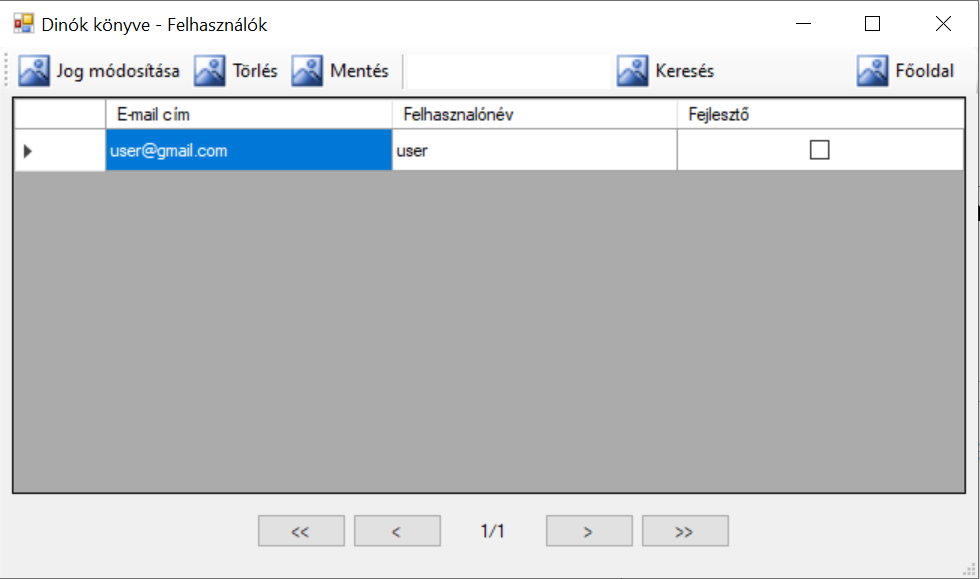 Dinók könyve - Felhasználók
Jog módosítása Törlés Mentés Keresés Főoldal
E-mail cím Felhasznalónév Fejlesztő
user@gmail.com user
<< < 1/1 > >>